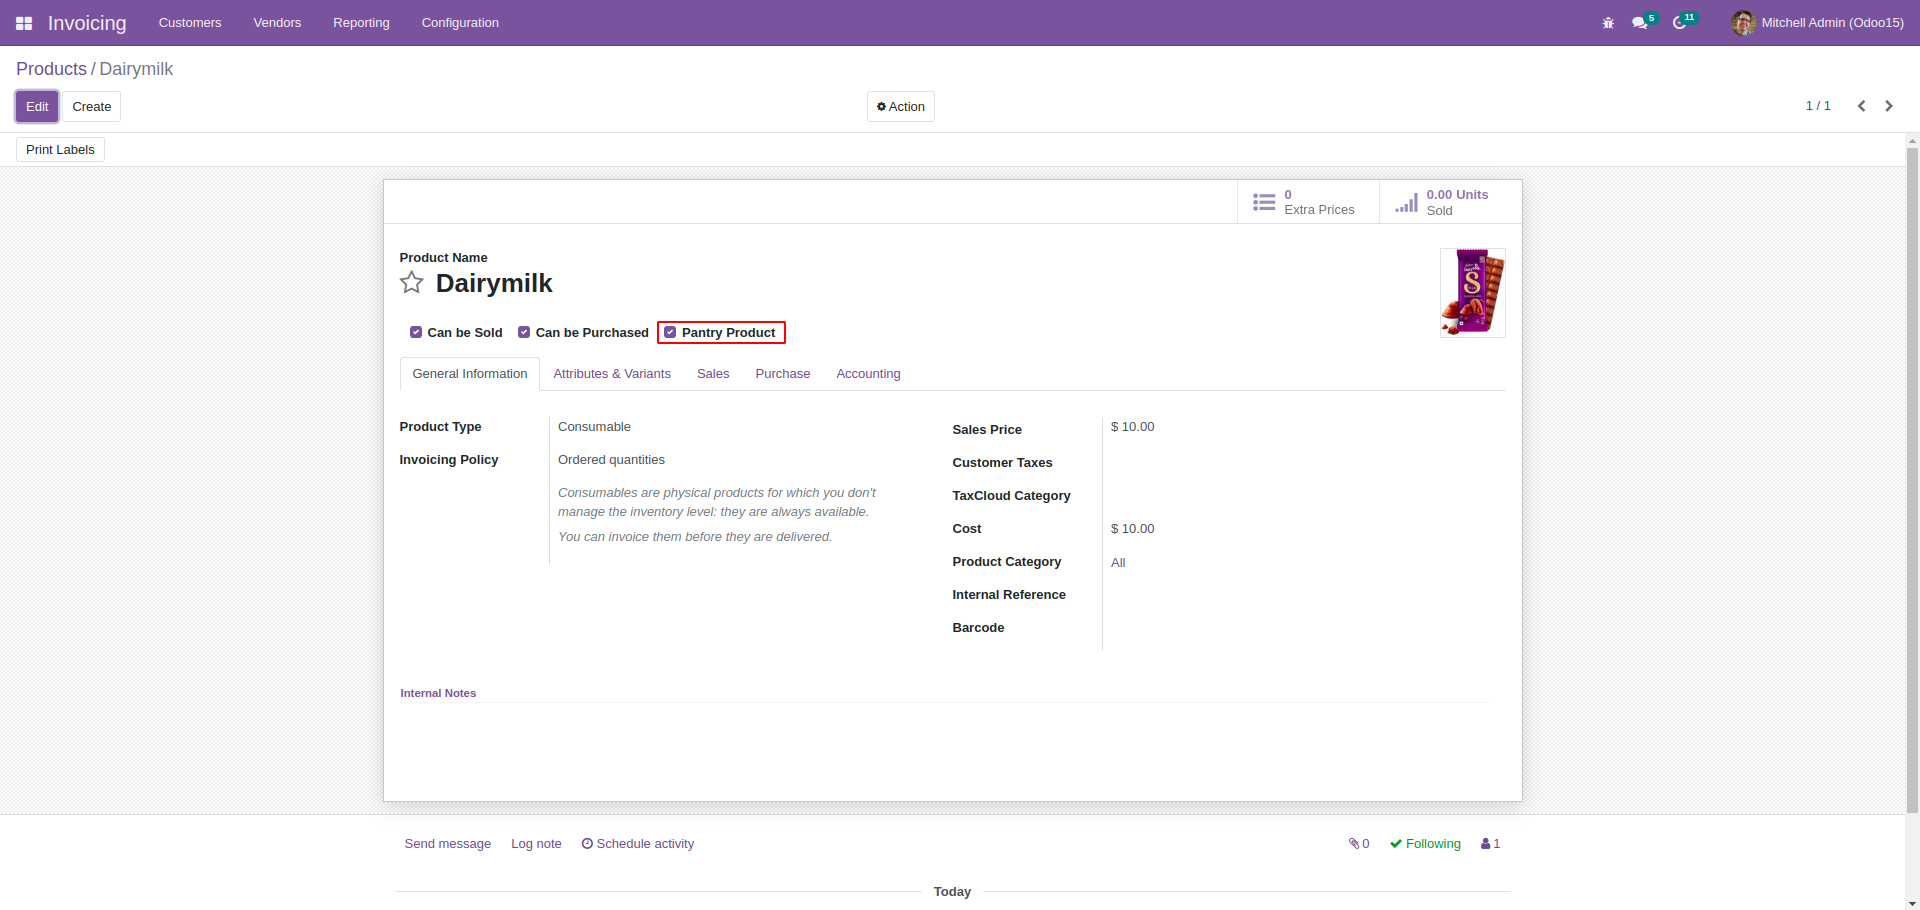 Invoicing Customers Vendors Reporting Configuration 5 11 Mitchell Admin (Odoo15)
Products / Dairymilk
Edit Create Action 1 / 1
Print Labels
0 Extra Prices
0.00 Units Sold
Product Name
Dairymilk
Can be Sold Can be Purchased Pantry Product
General Information Attributes & Variants Sales Purchase Accounting
Product Type Consumable
Invoicing Policy Ordered quantities
Consumables are physical products for which you don't
manage the inventory level: they are always available.
You can invoice them before they are delivered.
Sales Price $ 10.00
Customer Taxes
TaxCloud Category
Cost $ 10.00
Product Category All
Internal Reference
Barcode
Internal Notes
Send message Log note Schedule activity 0 Following 1
Today